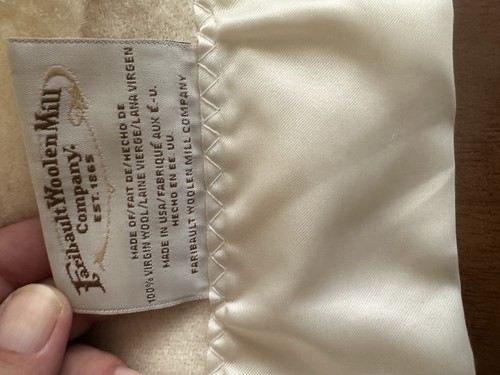 Faribault Woolen Mill
Company.
EST. 1865
MADE OF/FAIT DE/HECHO DE
100% VIRGIN WOOL/LAINE VIERGE/LANA VIRGEN
MADE IN USA/FABRIQUÉ AUX É.-U.
HECHO EN EE. UU.
FARIBAULT WOOLEN MILL COMPANY